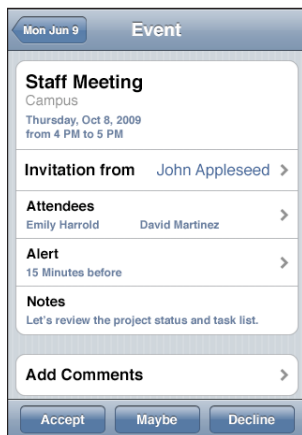 Mon Jun 9 Event
Staff Meeting
Campus
Thursday, Oct 8, 2009
from 4 PM to 5 PM
Invitation from John Appleseed
Attendees
Emily Harrold David Martinez
Alert
15 Minutes before
Notes
Let's review the project status and task list.
Add Comments
Accept Maybe Decline